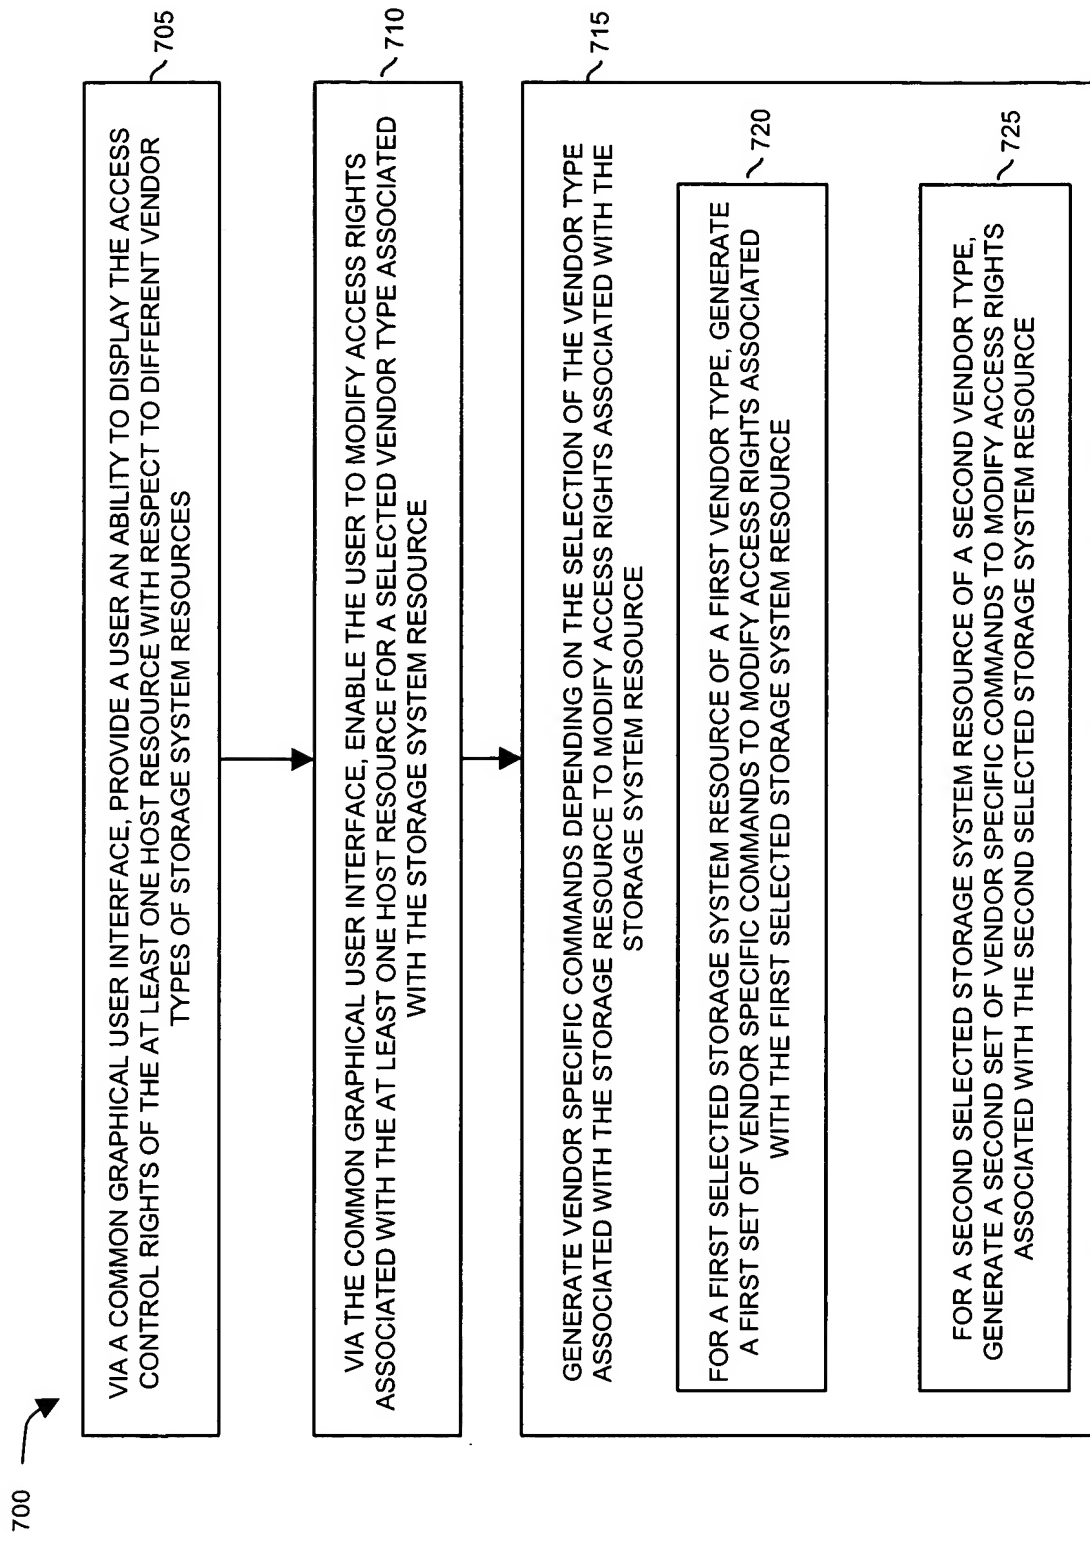 700
VIA A COMMON GRAPHICAL USER INTERFACE, PROVIDE A USER AN ABILITY TO DISPLAY THE ACCESS
CONTROL RIGHTS OF THE AT LEAST ONE HOST RESOURCE WITH RESPECT TO DIFFERENT VENDOR
TYPES OF STORAGE SYSTEM RESOURCES
705
VIA THE COMMON GRAPHICAL USER INTERFACE, ENABLE THE USER TO MODIFY ACCESS RIGHTS
ASSOCIATED WITH THE AT LEAST ONE HOST RESOURCE FOR A SELECTED VENDOR TYPE ASSOCIATED
WITH THE STORAGE SYSTEM RESOURCE
710
GENERATE VENDOR SPECIFIC COMMANDS DEPENDING ON THE SELECTION OF THE VENDOR TYPE
ASSOCIATED WITH THE STORAGE RESOURCE TO MODIFY ACCESS RIGHTS ASSOCIATED WITH THE
STORAGE SYSTEM RESOURCE
715
FOR A FIRST SELECTED STORAGE SYSTEM RESOURCE OF A FIRST VENDOR TYPE, GENERATE
A FIRST SET OF VENDOR SPECIFIC COMMANDS TO MODIFY ACCESS RIGHTS ASSOCIATED
WITH THE FIRST SELECTED STORAGE SYSTEM RESOURCE
720
FOR A SECOND SELECTED STORAGE SYSTEM RESOURCE OF A SECOND VENDOR TYPE,
GENERATE A SECOND SET OF VENDOR SPECIFIC COMMANDS TO MODIFY ACCESS RIGHTS
ASSOCIATED WITH THE SECOND SELECTED STORAGE SYSTEM RESOURCE
725